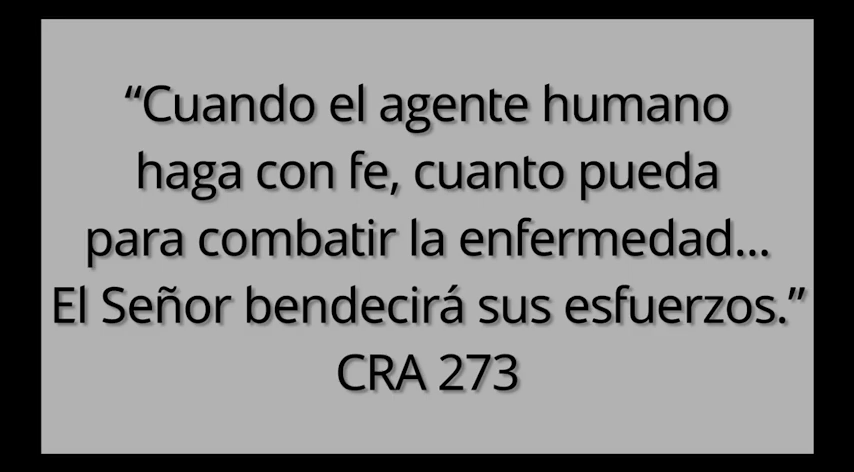 “Cuando el agente humano
haga con fe, cuanto pueda
para combatir la enfermedad...
El Señor bendecirá sus esfuerzos.”
CRA 273